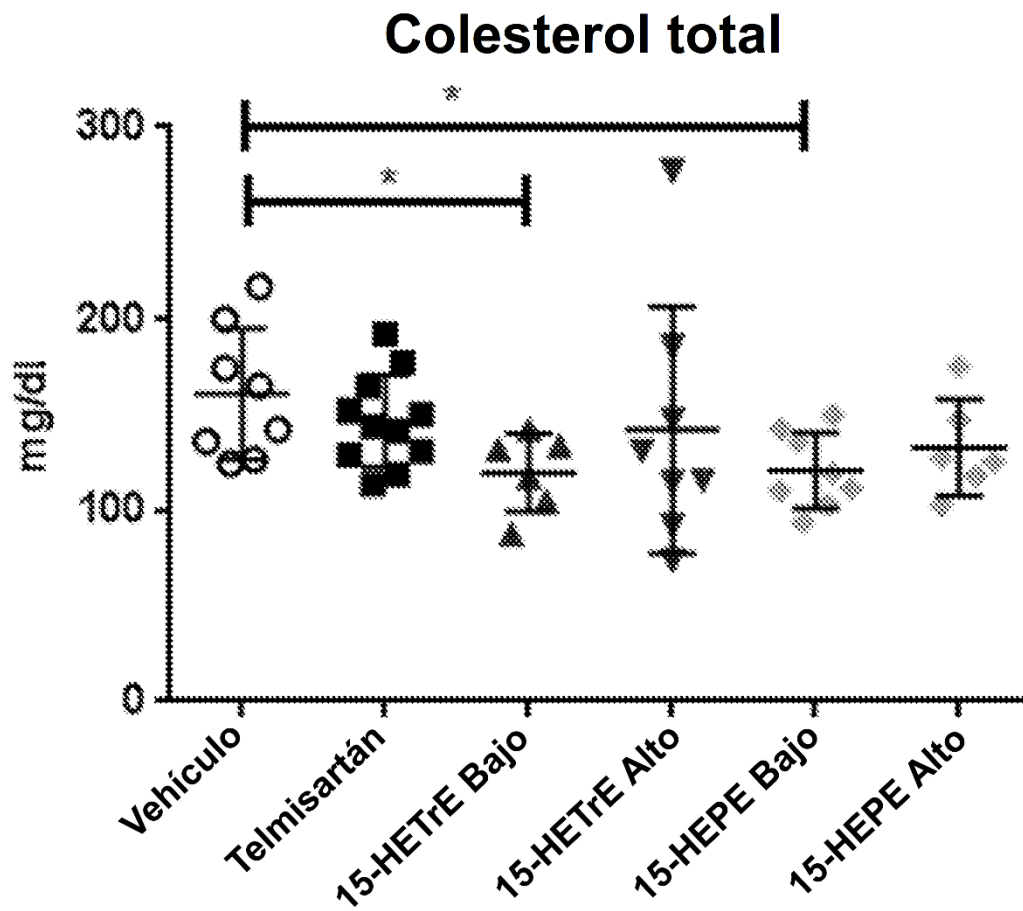 Colesterol total
*
*
300
200
100
0
mg/dl
Vehículo
Telmisartán
15-HETrE Bajo
15-HETrE Alto
15-HEPE Bajo
15-HEPE Alto